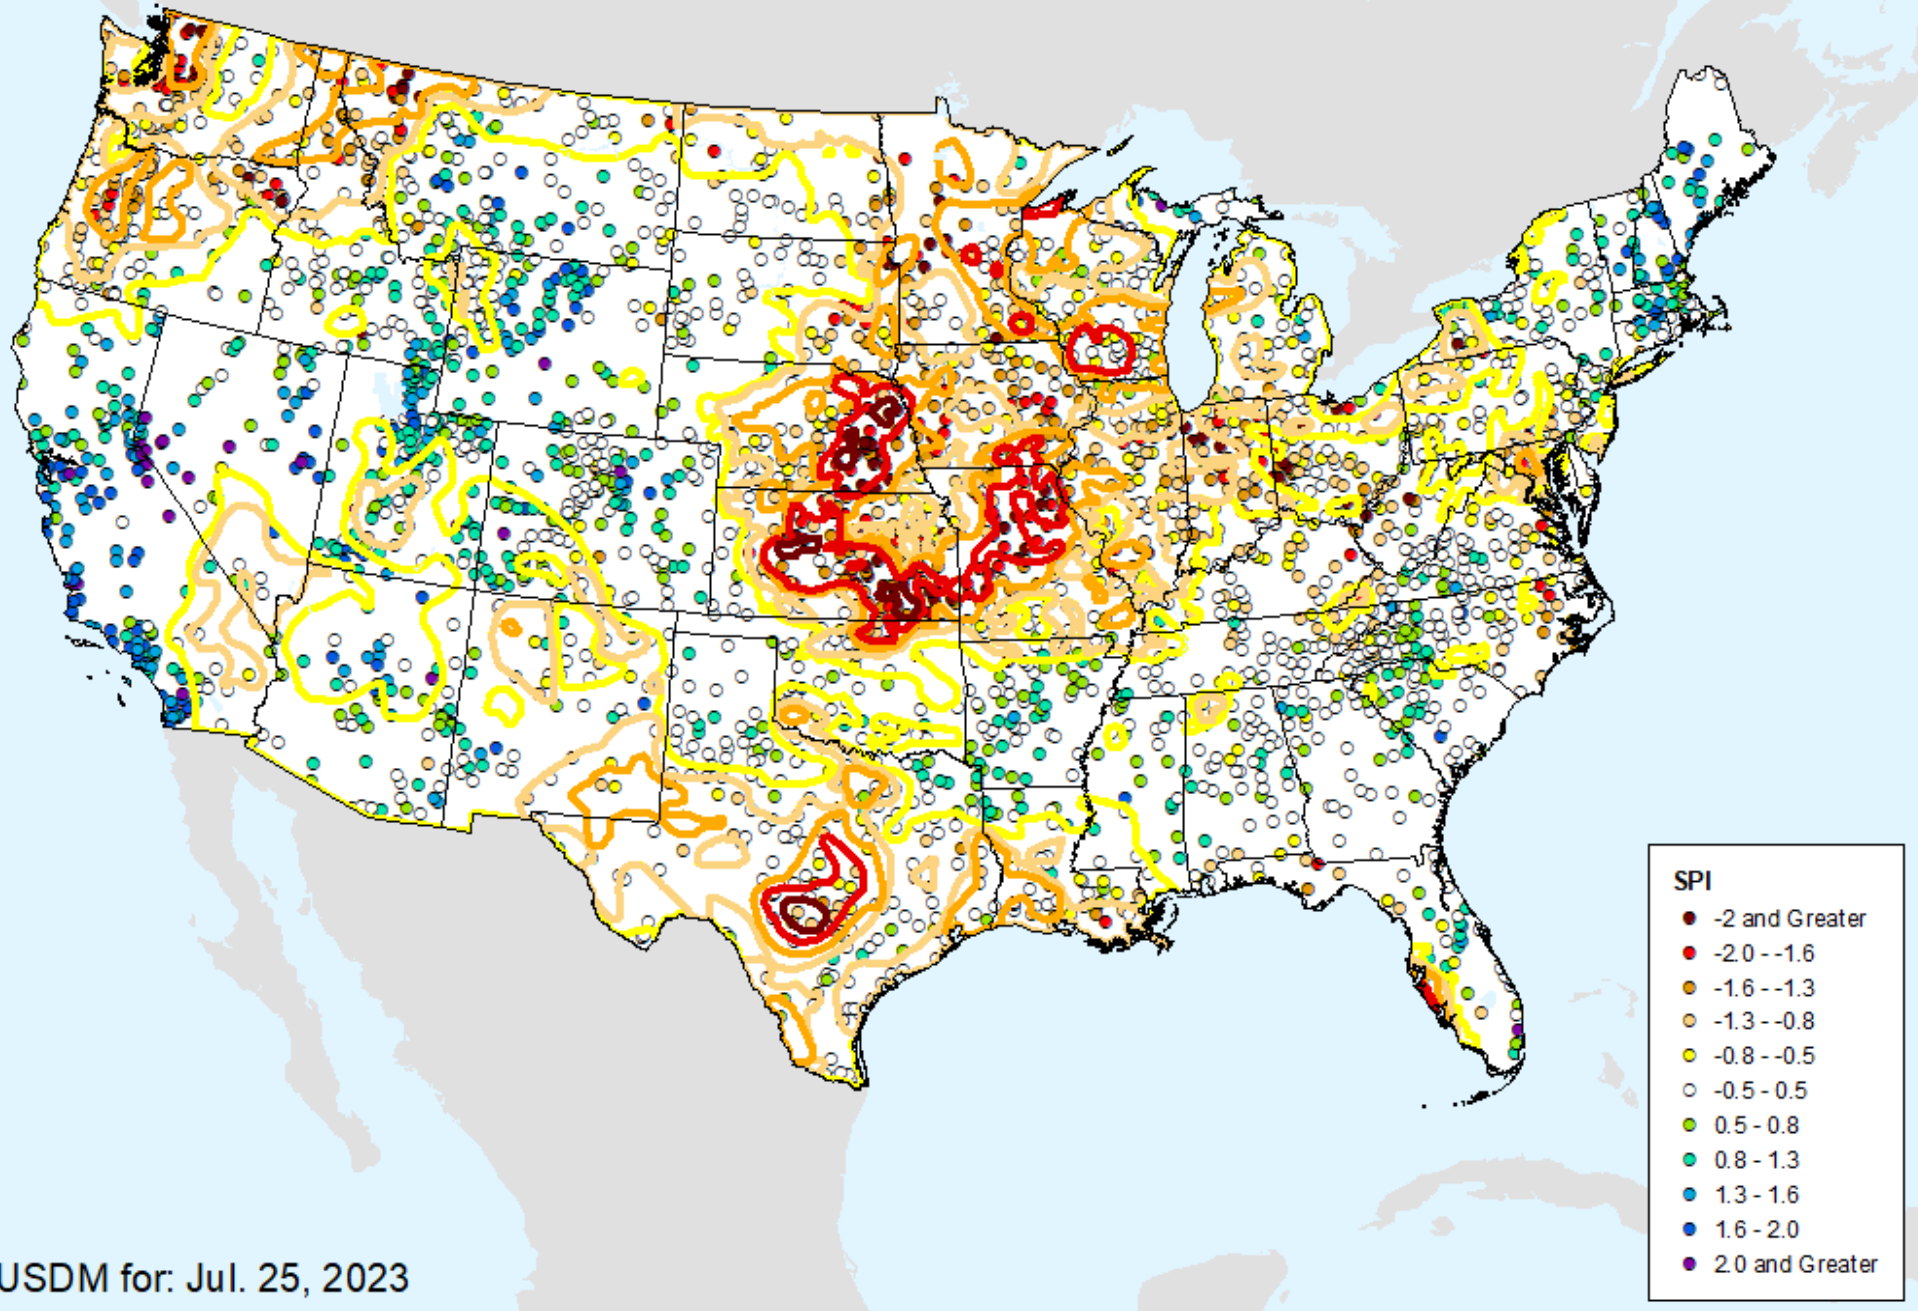 SPI
-2 and Greater
-2.0 - -1.6
-1.6 - -1.3
-1.3 - -0.8
-0.8 - -0.5
-0.5 - 0.5
0.5 - 0.8
0.8 - 1.3
1.3 - 1.6
1.6 - 2.0
2.0 and Greater
USDM for: Jul. 25, 2023